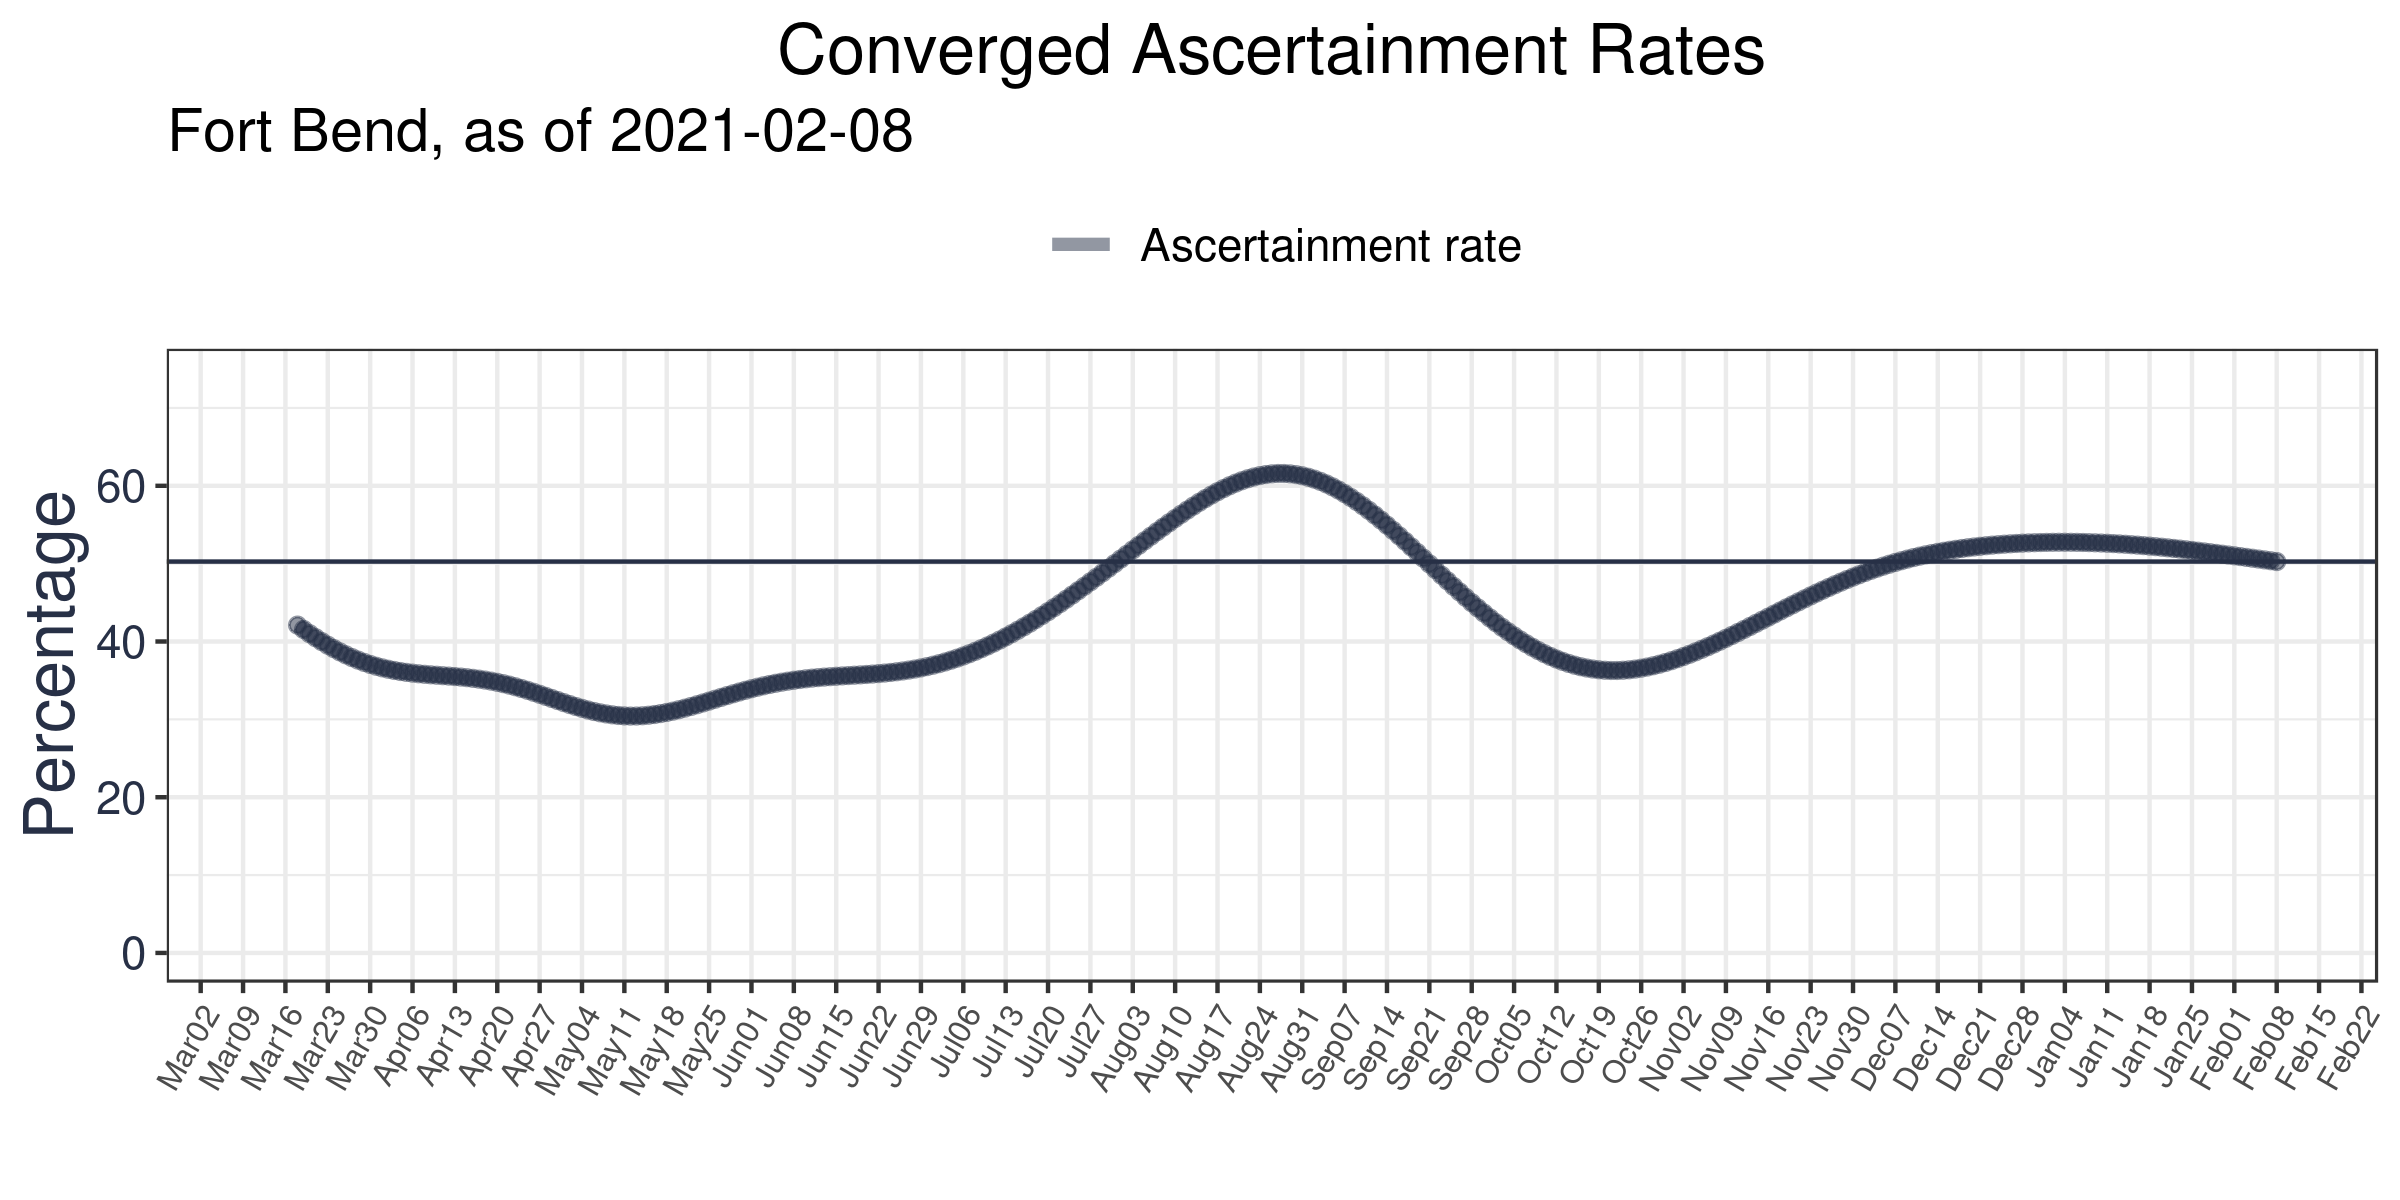 Converged Ascertainment Rates
Fort Bend, as of 2021-02-08
Ascertainment rate
Percentage
60
40
20
0
Mar02 Mar09 Mar16 Mar23 Mar30 Apr06 Apr13 Apr20 Apr27 May04 May11 May18 May25 Jun01 Jun08 Jun15 Jun22 Jun29 Jul06 Jul13 Jul20 Jul27 Aug03 Aug10 Aug17 Aug24 Aug31 Sep07 Sep14 Sep21 Sep28 Oct05 Oct12 Oct19 Oct26 Nov02 Nov09 Nov16 Nov23 Nov30 Dec07 Dec14 Dec21 Dec28 Jan04 Jan11 Jan18 Jan25 Feb01 Feb08 Feb15 Feb22